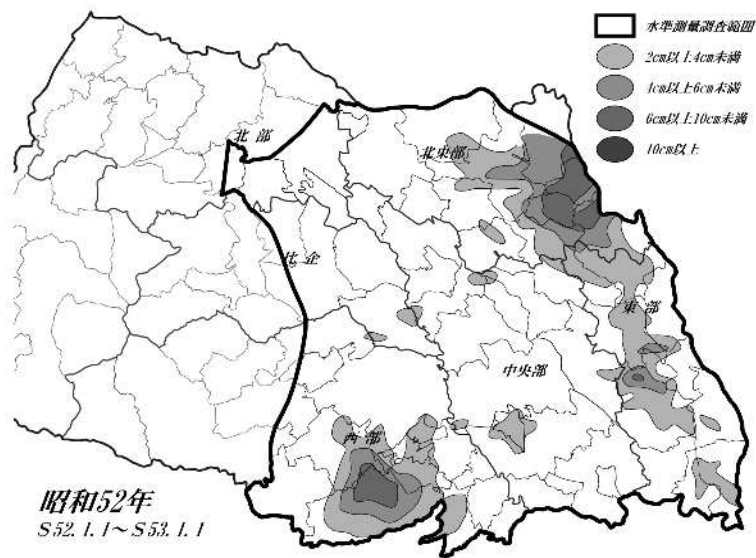 水準測量調査範囲
2cm以上4cm未満
4cm以上6cm未満
6cm以上10cm未満
10cm以上
北部
北東部
比企
東部
中央部
西部
昭和52年
S52.1.1～S53.1.1